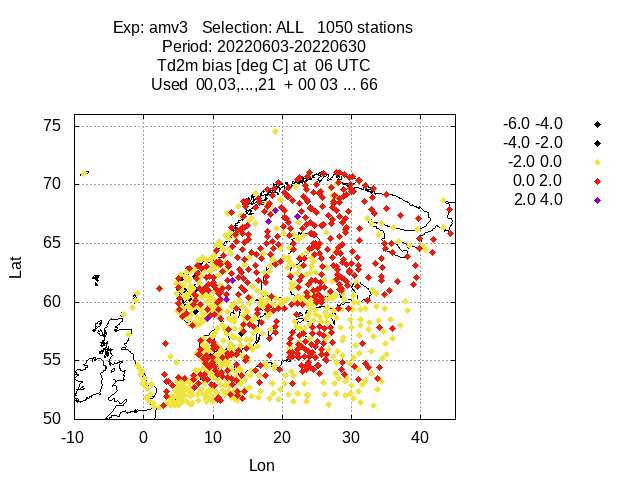 Exp: amv3   Selection: ALL   1050 stations
Period: 20220603-20220630
Td2m bias [deg C] at  06 UTC
Used  00,03,...,21  + 00 03 ... 66
-6.0 -4.0
-4.0 -2.0
-2.0 0.0
0.0 2.0
2.0 4.0
75
70
65
60
55
50
Lat
-10 0 10 20 30 40
Lon